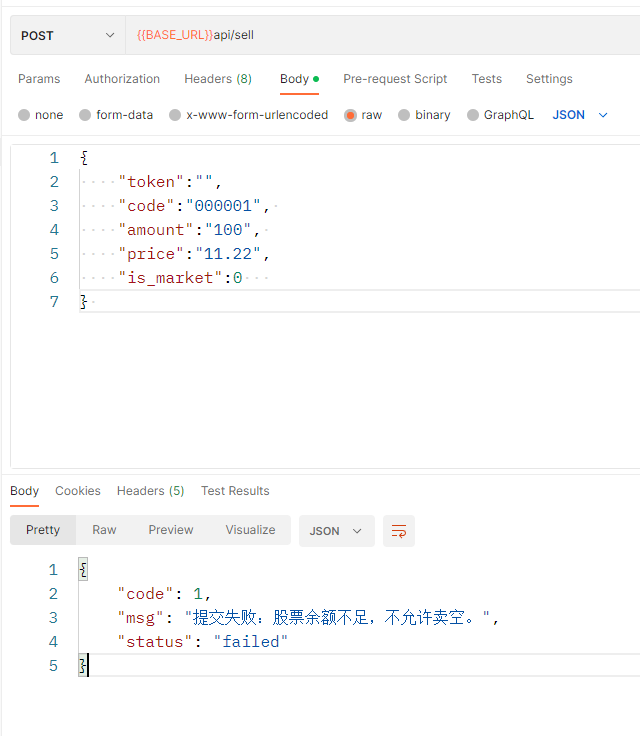 POST {{BASE_URL}}api/sell
Params Authorization Headers (8) Body Pre-request Script Tests Settings
none form-data x-www-form-urlencoded raw binary GraphQL JSON
1 {
2 "token":"",
3 "code":"000001",
4 "amount":"100",
5 "price":"11.22",
6 "is_market":0
7 }
Body Cookies Headers (5) Test Results
Pretty Raw Preview Visualize JSON
1 {
2 "code": 1,
3 "msg": "提交失败：股票余额不足，不允许卖空。",
4 "status": "failed"
5 }